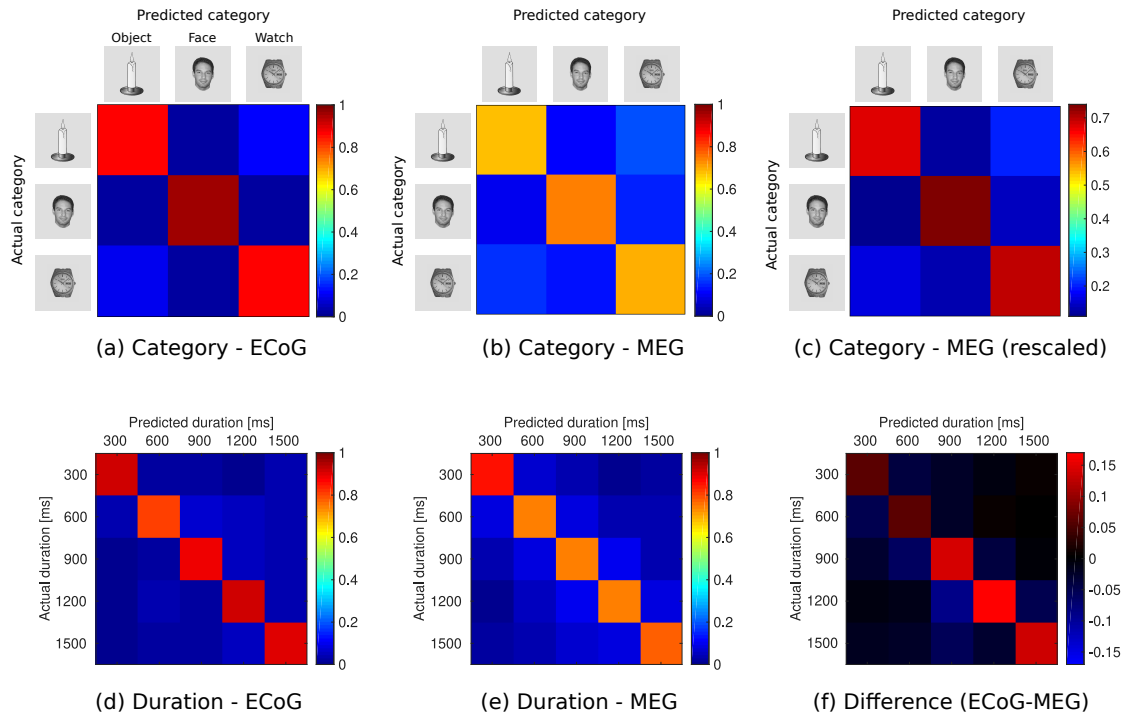 Predicted category
Object Face Watch
Actual category
1
0.8
0.6
0.4
0.2
0
(a) Category - ECoG
Predicted category
Actual category
1
0.8
0.6
0.4
0.2
0
(b) Category - MEG
Predicted category
Actual category
0.7
0.6
0.5
0.4
0.3
0.2
(c) Category - MEG (rescaled)
Predicted duration [ms]
300 600 900 1200 1500
Actual duration [ms]
300
600
900
1200
1500
1
0.8
0.6
0.4
0.2
0
(d) Duration - ECoG
Predicted duration [ms]
300 600 900 1200 1500
Actual duration [ms]
300
600
900
1200
1500
1
0.8
0.6
0.4
0.2
0
(e) Duration - MEG
Predicted duration [ms]
300 600 900 1200 1500
Actual duration [ms]
300
600
900
1200
1500
0.15
0.10
0.05
0
-0.05
-0.10
-0.15
(f) Difference (ECoG-MEG)